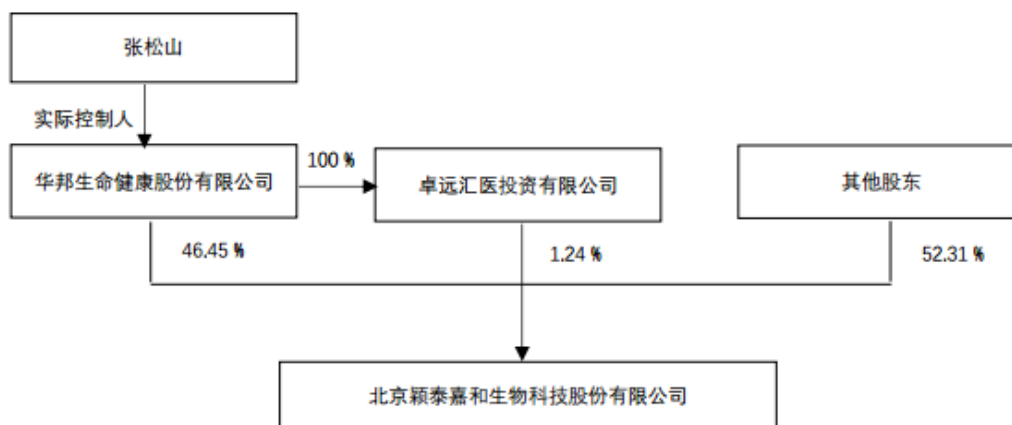 张松山
实际控制人
华邦生命健康股份有限公司
100 %
卓远汇医投资有限公司
其他股东
46.45 %
1.24 %
52.31 %
北京颖泰嘉和生物科技股份有限公司